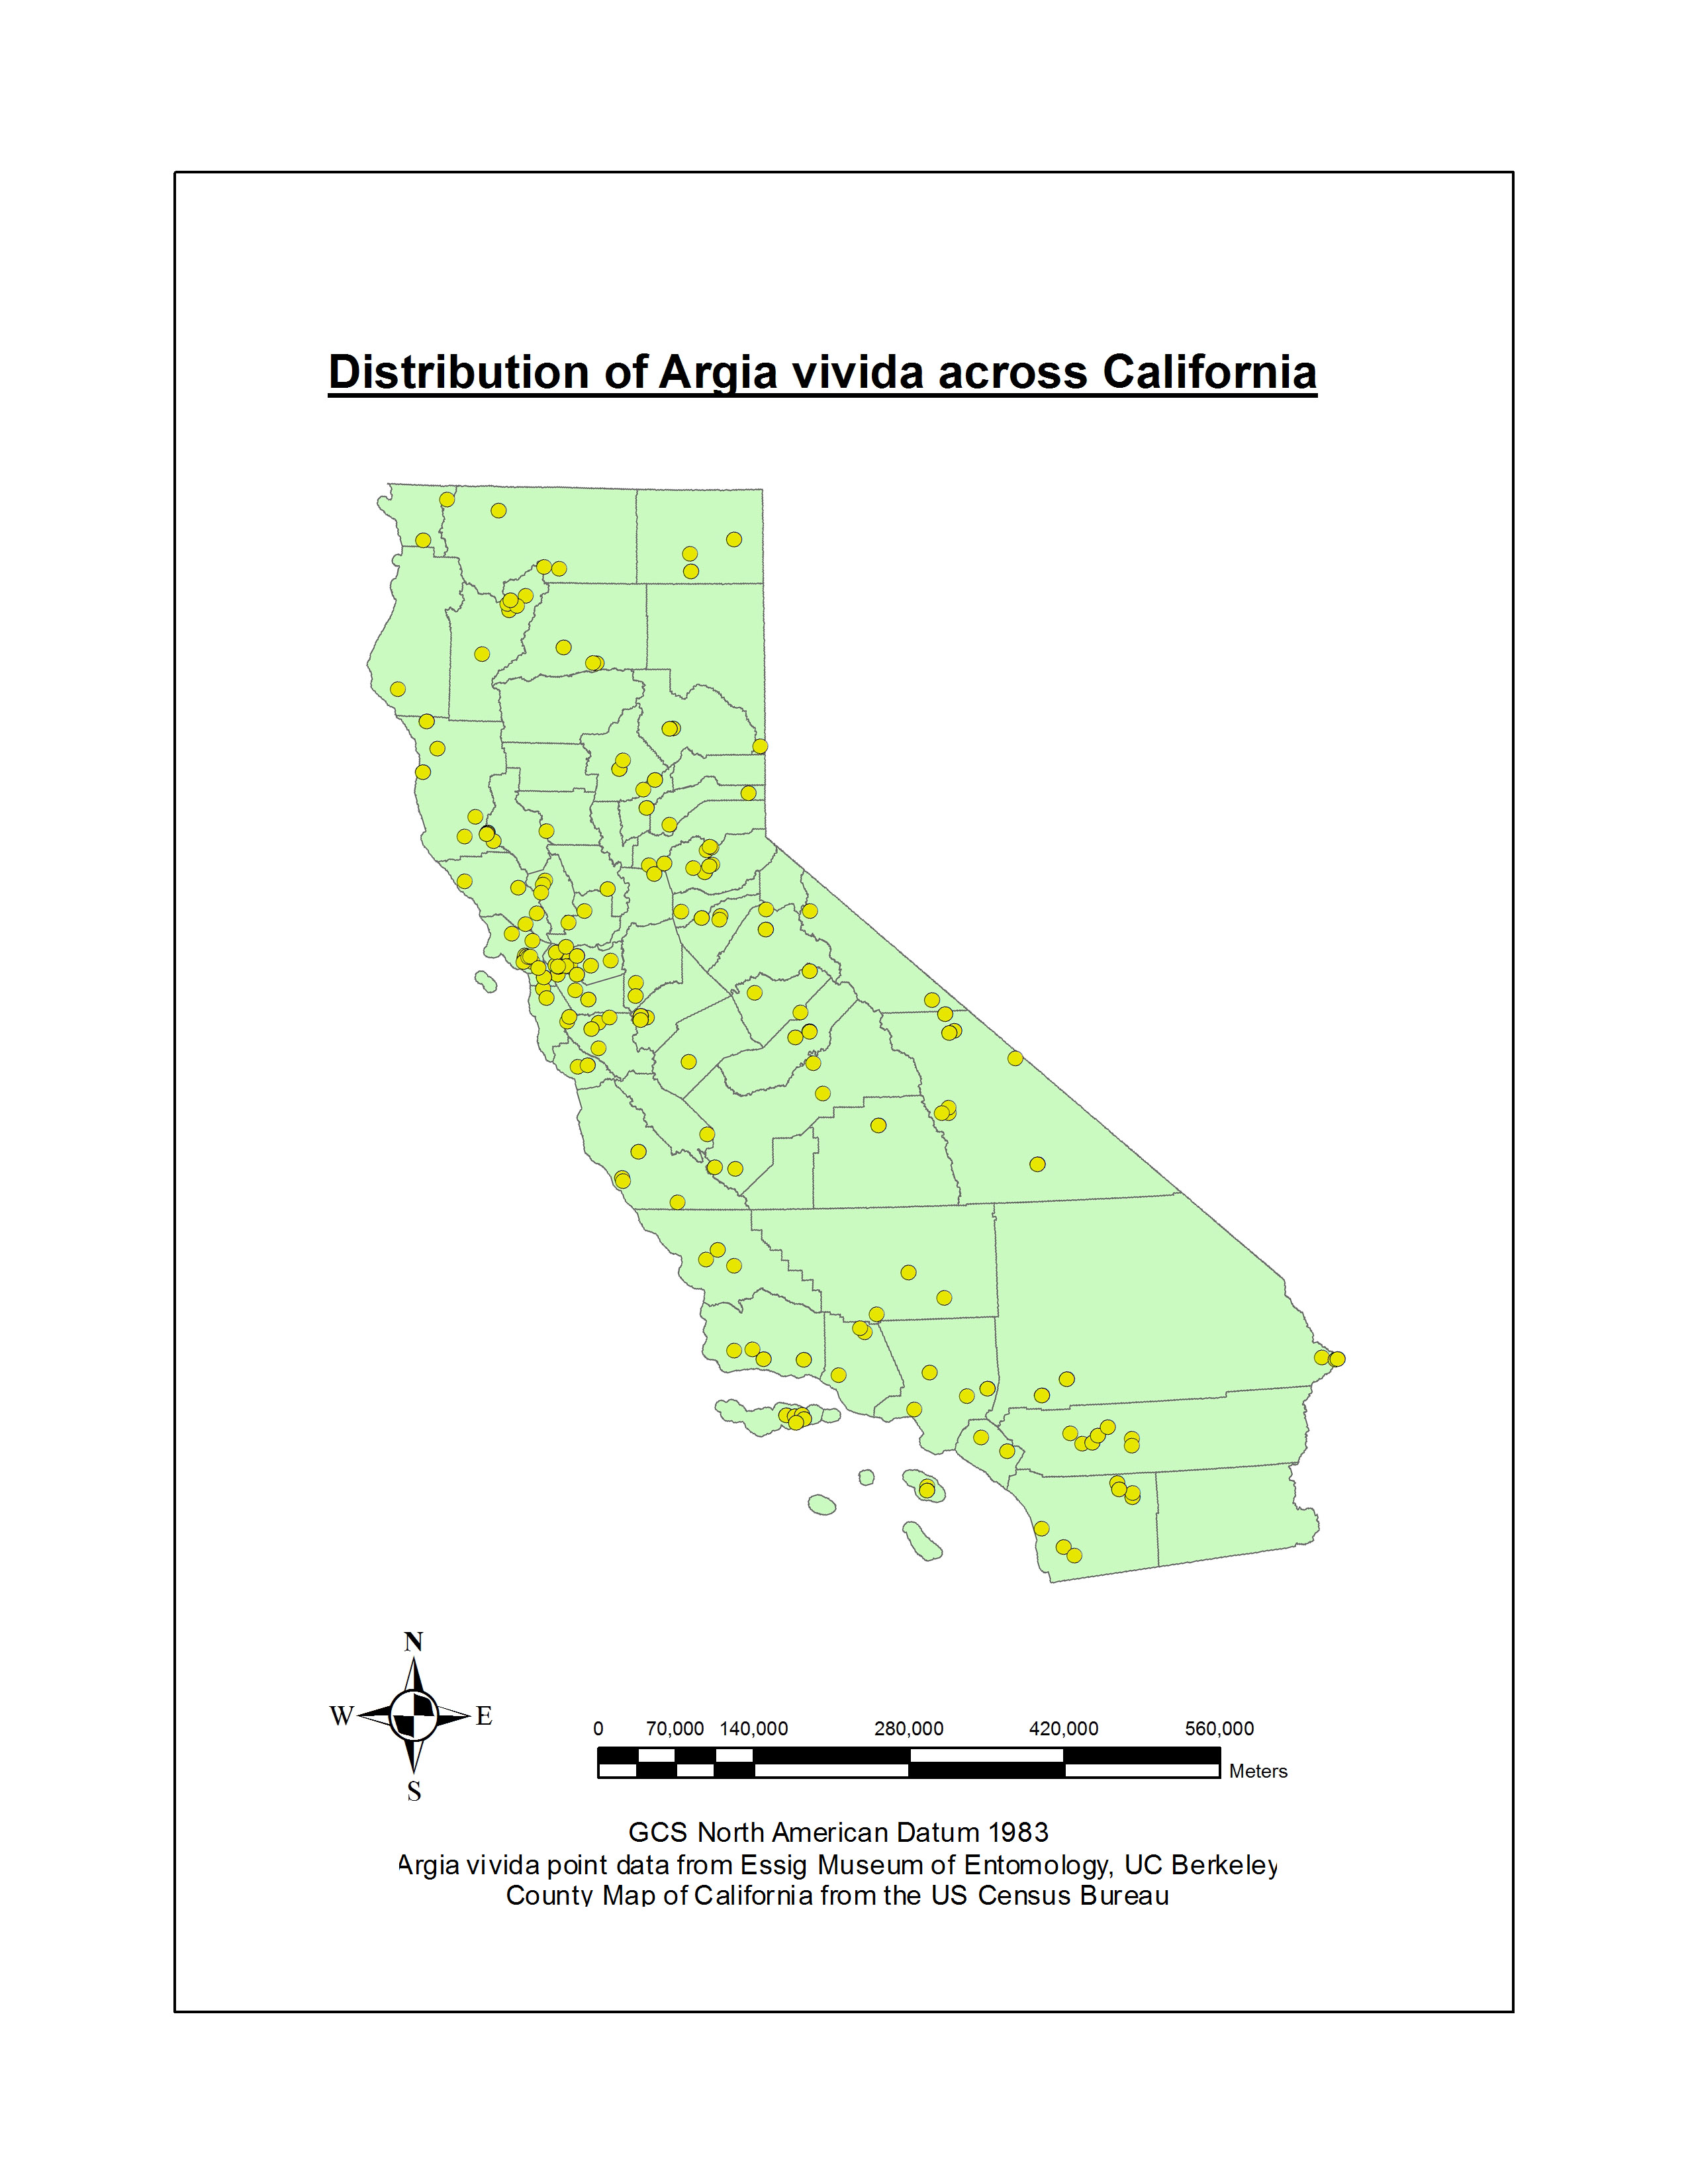 Distribution of Argia vivida across California
N
W E
S
0 70,000 140,000 280,000 420,000 560,000
Meters
GCS North American Datum 1983
Argia vivida point data from Essig Museum of Entomology, UC Berkeley
County Map of California from the US Census Bureau